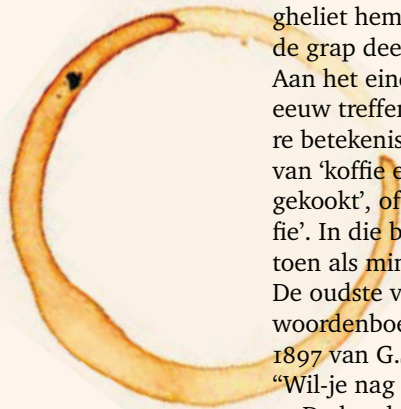 gheliet hem
de grap dee
Aan het eind
eeuw treffen
re betekenis
van ‘koffie e
gekookt’, of
fie’. In die b
toen als min
De oudste v
woordenboe
1897 van G.
“Wil-je nag